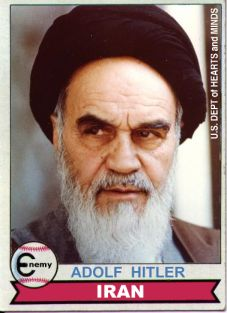 U.S. DEPT of HEARTS and MINDS
Enemy
ADOLF HITLER
IRAN